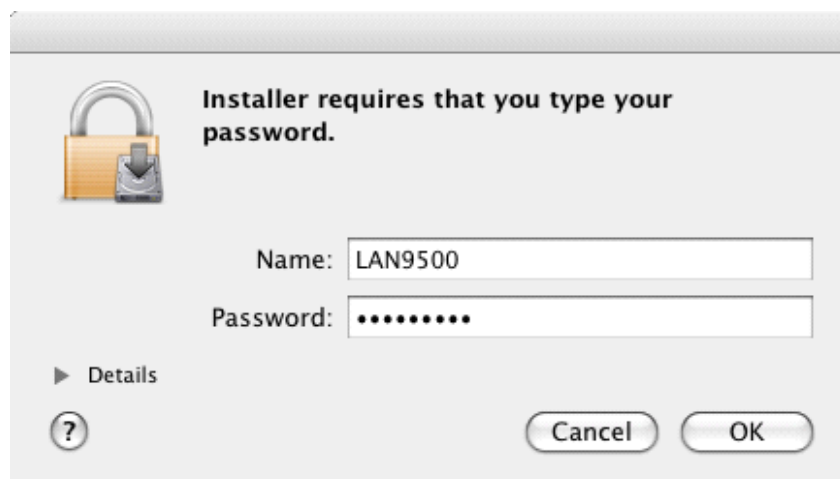 Installer requires that you type your
password.
Name: LAN9500
Password: •••••••••
Details
? Cancel OK